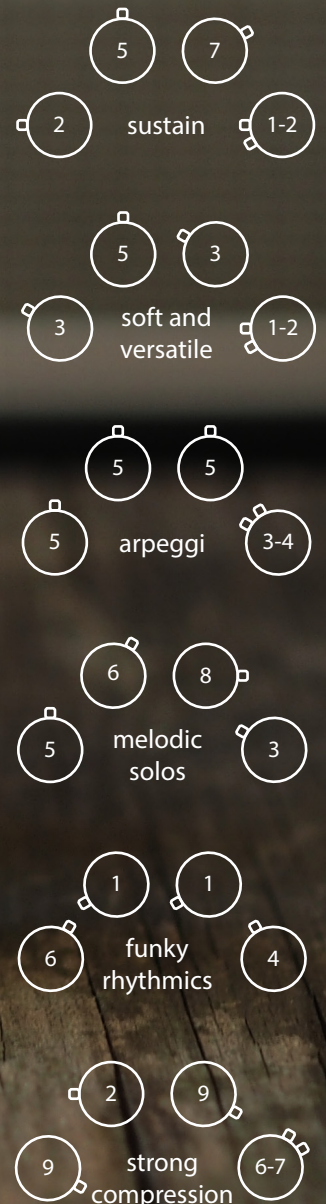 5 7
2 sustain 1-2
5 3
3 soft and versatile 1-2
5 5
5 arpeggi 3-4
6 8
5 melodic solos 3
1 1
6 funky rhythmics 4
2 9
9 strong compression 6-7